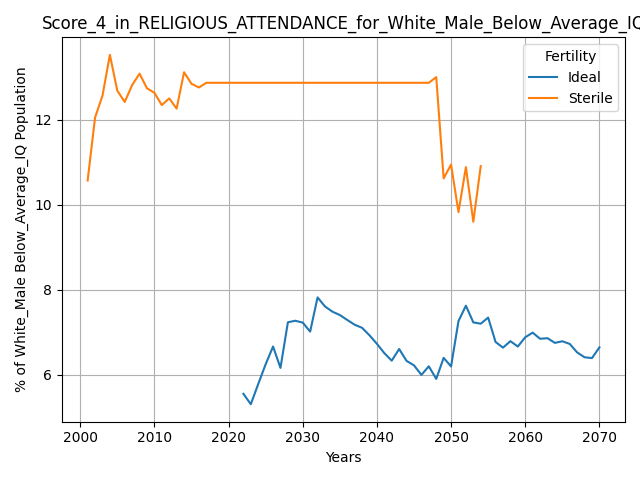 Score_4_in_RELIGIOUS_ATTENDANCE_for_White_Male_Below_Average_IQ
% of White_Male Below_Average_IQ Population
12
10
8
6
Fertility
Ideal
Sterile
2000 2010 2020 2030 2040 2050 2060 2070
Years